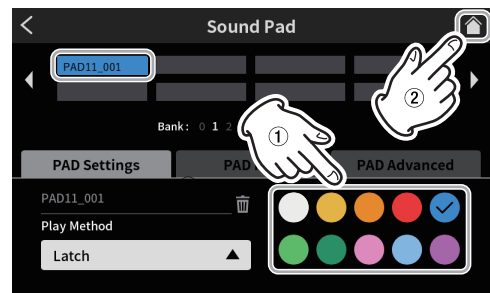 Sound Pad
PAD11_001
②
Bank: 0 1 2
①
PAD Settings PAD PAD Advanced
PAD11_001
Play Method
Latch